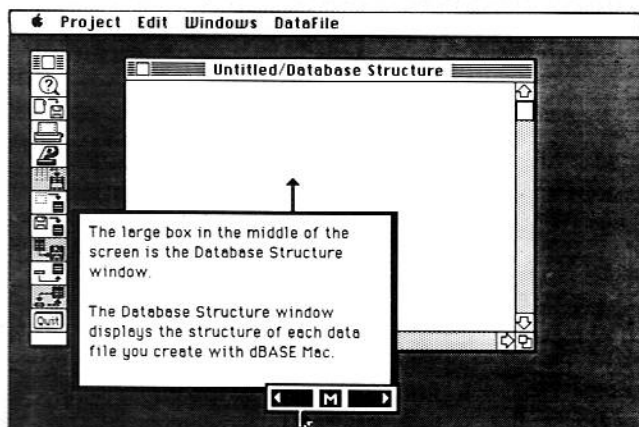 Project Edit Windows DataFile
Untitled/Database Structure
The large box in the middle of the
screen is the Database Structure
window.
The Database Structure window
displays the structure of each data
file you create with dBASE Mac.
Quit
M